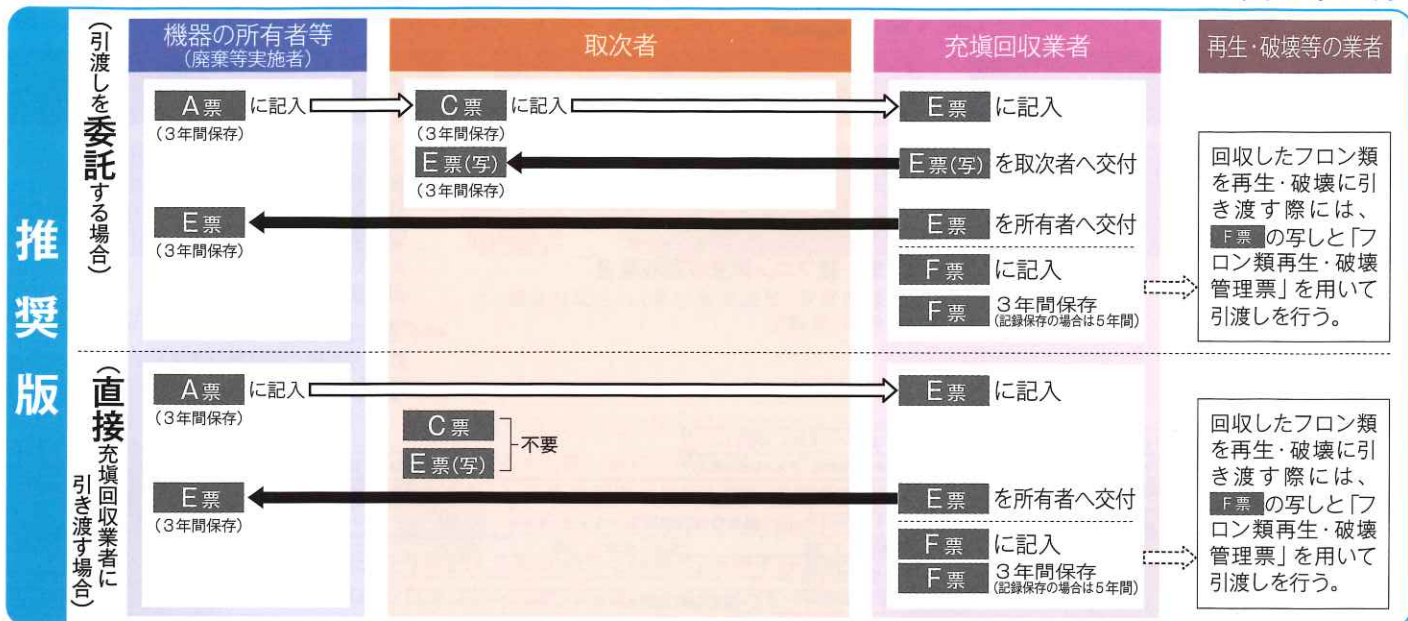 推奨版
(引渡しを委託する場合)
機器の所有者等
(廃棄等実施者)
取次者
充塡回収業者
再生・破壊等の業者
A票 に記入
(3年間保存)
C票 に記入
(3年間保存)
E票 に記入
E票(写)
(3年間保存)
E票(写) を取次者へ交付
E票
(3年間保存)
E票 を所有者へ交付
F票 に記入
F票 3年間保存
(記録保存の場合は5年間)
回収したフロン類
を再生・破壊に引
き渡す際には、
F票 の写しと「フ
ロン類再生・破壊
管理票」を用いて
引渡しを行う。
(直接充塡回収業者に
引き渡す場合)
A票 に記入
(3年間保存)
E票 に記入
C票
E票(写)
不要
E票
(3年間保存)
E票 を所有者へ交付
F票 に記入
F票 3年間保存
(記録保存の場合は5年間)
回収したフロン類
を再生・破壊に引
き渡す際には、
F票 の写しと「フ
ロン類再生・破壊
管理票」を用いて
引渡しを行う。